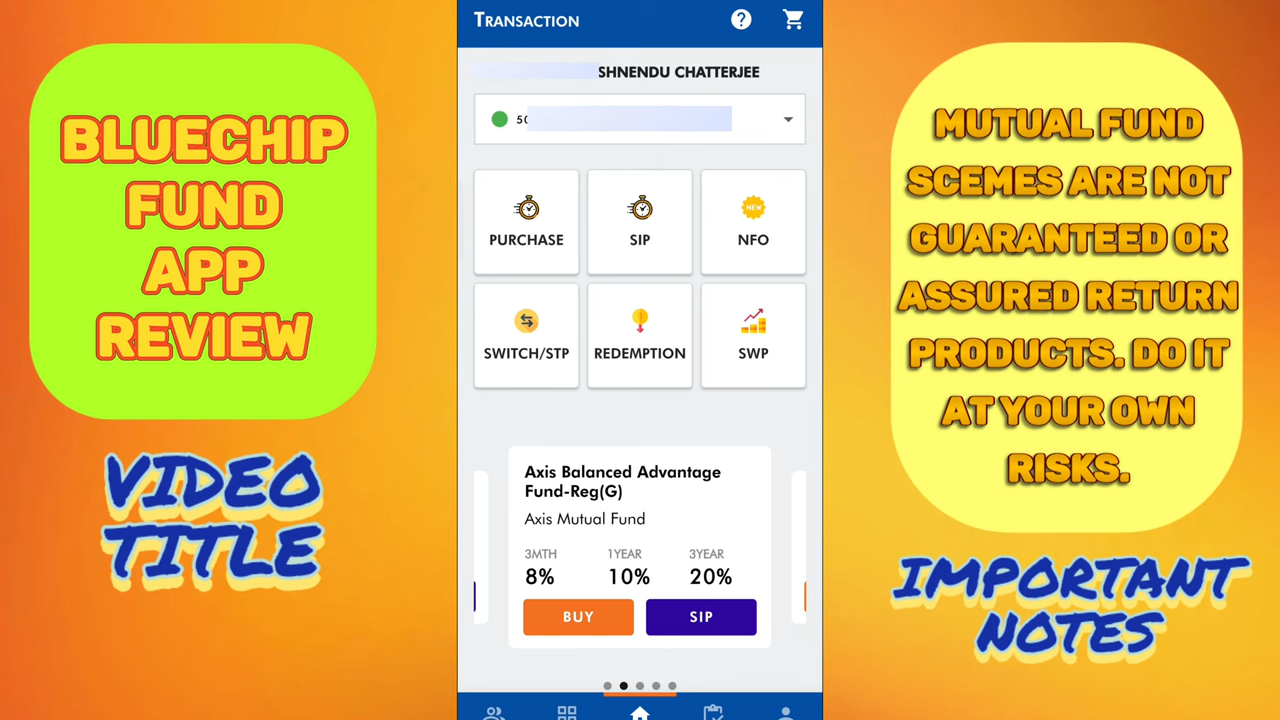 BLUECHIP
FUND
APP
REVIEW
VIDEO
TITLE
TRANSACTION
?
SHNENDU CHATTERJEE
50
PURCHASE
SIP
NEW
NFO
SWITCH/STP
REDEMPTION
SWP
Axis Balanced Advantage
Fund-Reg(G)
Axis Mutual Fund
3MTH 1YEAR 3YEAR
8% 10% 20%
BUY SIP
MUTUAL FUND
SCEMES ARE NOT
GUARANTEED OR
ASSURED RETURN
PRODUCTS. DO IT
AT YOUR OWN
RISKS.
IMPORTANT
NOTES